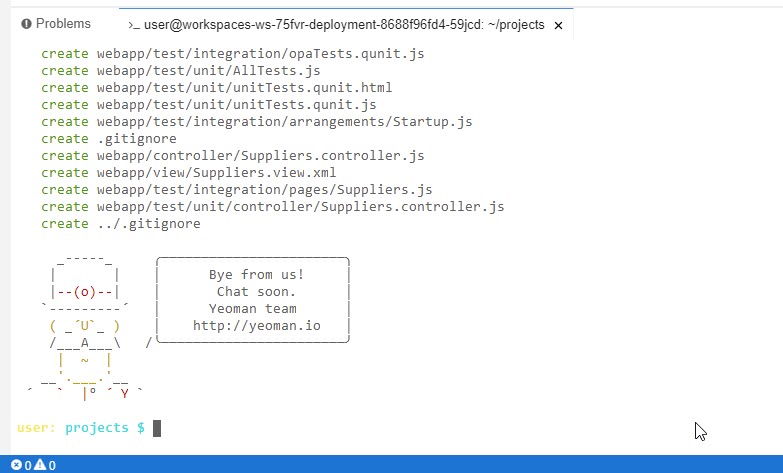 Problems
>_ user@workspaces-ws-75fvr-deployment-8688f96fd4-59jcd: ~/projects ×
create webapp/test/integration/opaTests.qunit.js
create webapp/test/unit/AllTests.js
create webapp/test/unit/unitTests.qunit.html
create webapp/test/unit/unitTests.qunit.js
create webapp/test/integration/arrangements/Startup.js
create .gitignore
create webapp/controller/Suppliers.controller.js
create webapp/view/Suppliers.view.xml
create webapp/test/integration/pages/Suppliers.js
create webapp/test/unit/controller/Suppliers.controller.js
create ../.gitignore
Bye from us!
Chat soon.
Yeoman team
http://yeoman.io
user: projects $
0 0